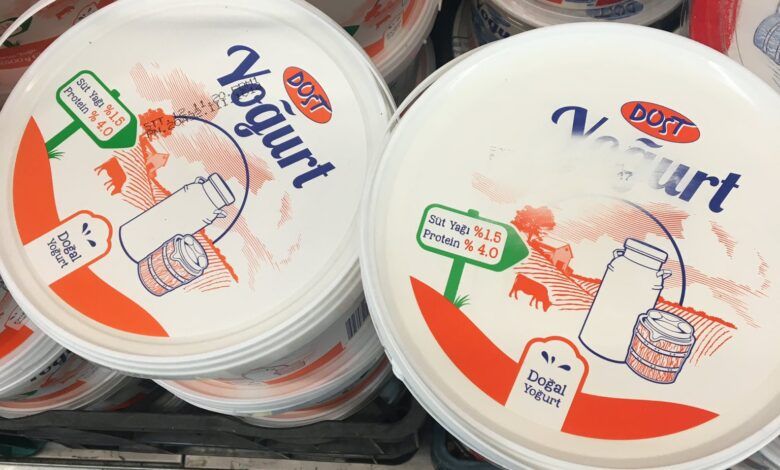 DOST
Yoğurt
Süt Yağı %1.5
Protein % 4.0
Doğal
Yoğurt
DOST
Yoğurt
Süt Yağı %1.5
Protein % 4.0
Doğal
Yoğurt